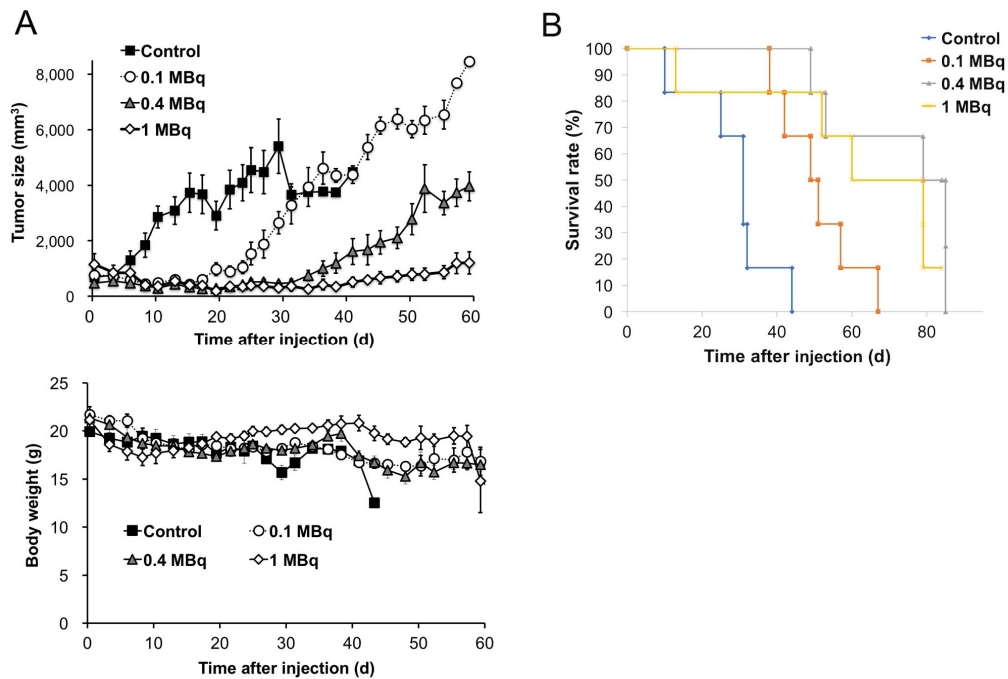 A
Control
0.1 MBq
0.4 MBq
1 MBq
8,000
6,000
4,000
2,000
0
Tumor size (mm³)
0 10 20 30 40 50 60
Time after injection (d)
25
20
15
10
5
0
Body weight (g)
Control 0.1 MBq
0.4 MBq 1 MBq
0 10 20 30 40 50 60
Time after injection (d)
B
Control
0.1 MBq
0.4 MBq
1 MBq
100
90
80
70
60
50
40
30
20
10
0
Survival rate (%)
0 20 40 60 80
Time after injection (d)